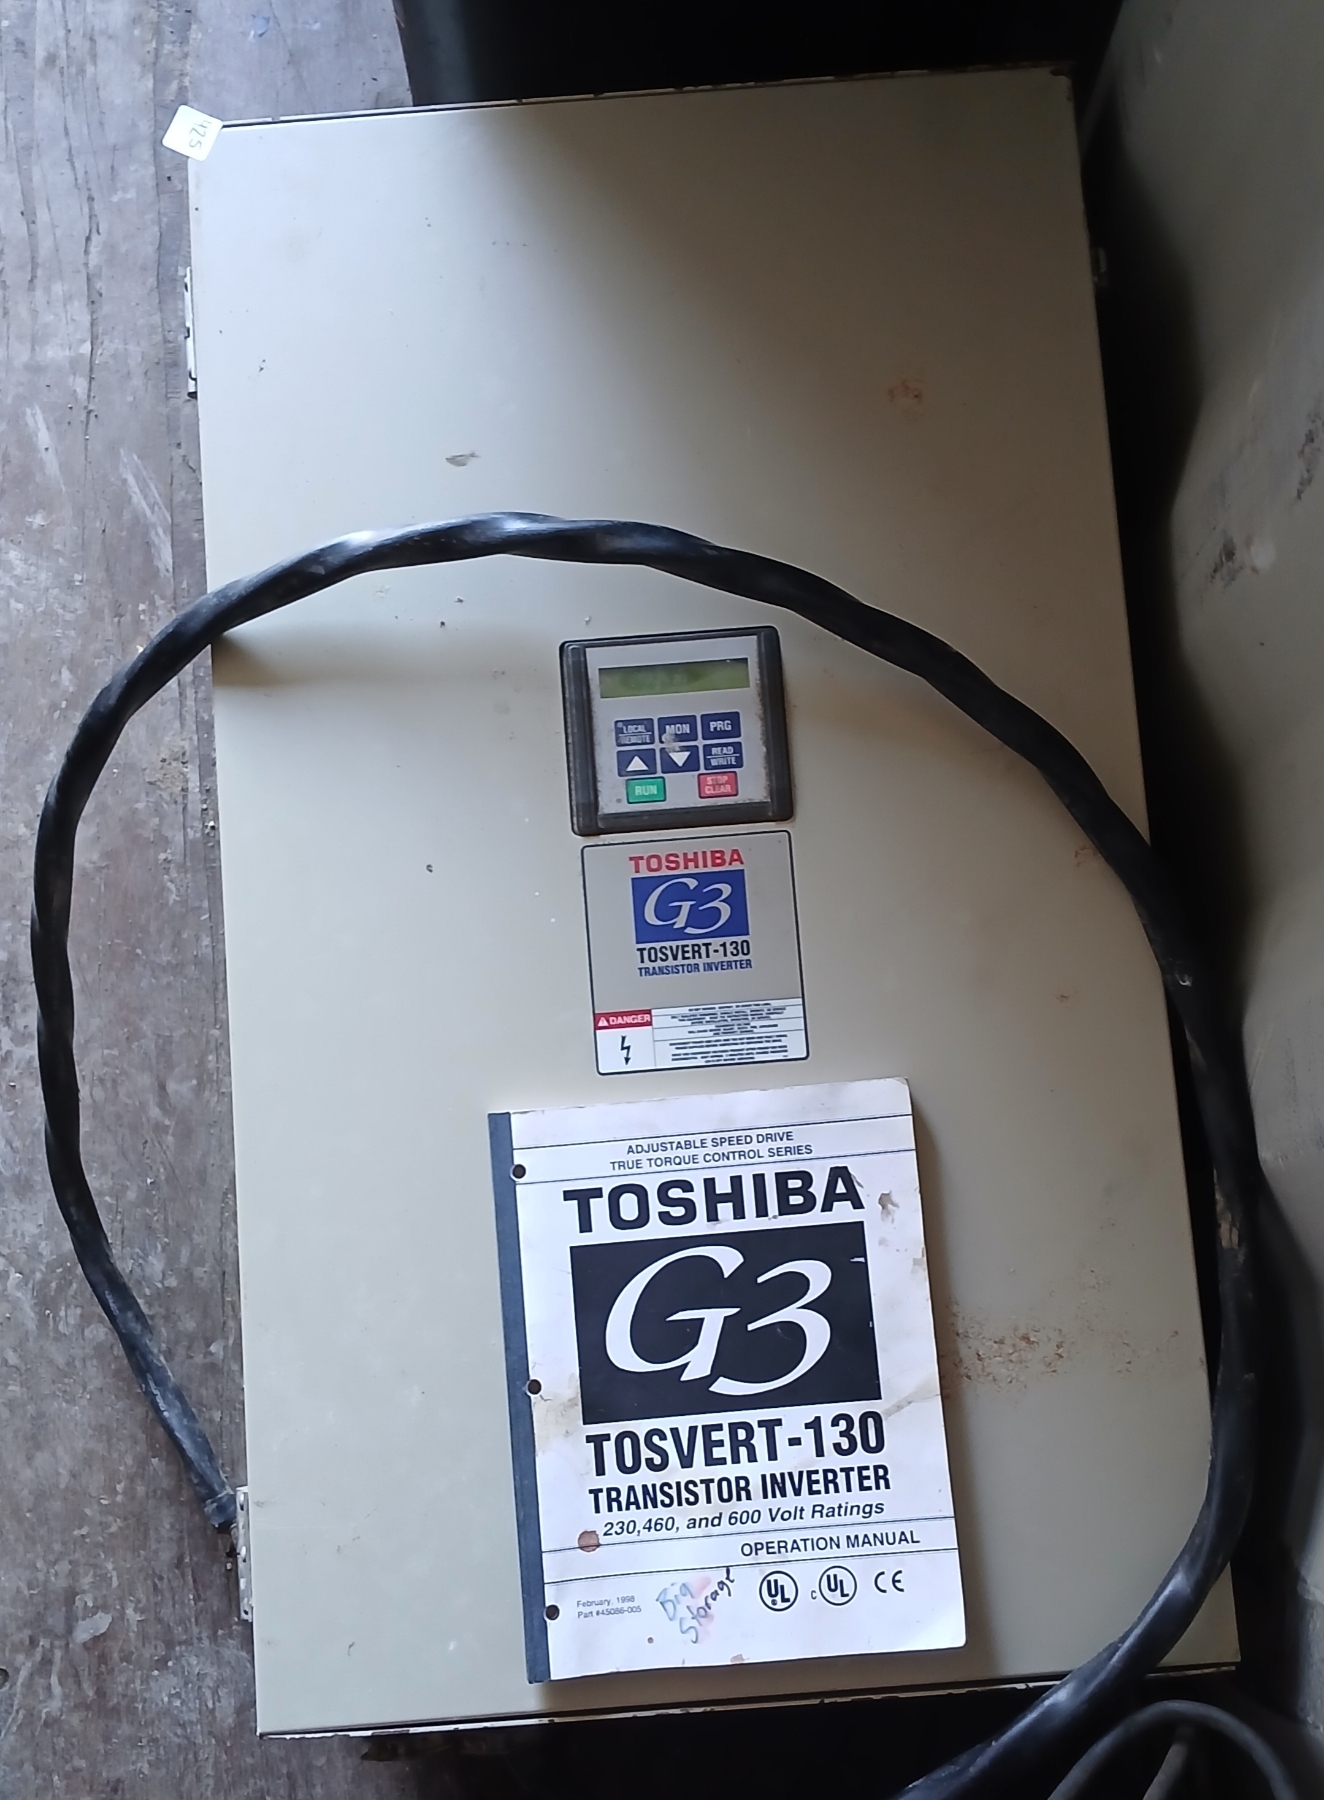 425
LOCAL
REMOTE
MON
PRG
READ
WRITE
RUN
STOP
CLEAR
TOSHIBA
G3
TOSVERT-130
TRANSISTOR INVERTER
DANGER
ADJUSTABLE SPEED DRIVE
TRUE TORQUE CONTROL SERIES
TOSHIBA
G3
TOSVERT-130
TRANSISTOR INVERTER
230,460, and 600 Volt Ratings
OPERATION MANUAL
February, 1998
Part #45086-005
Big
Storage
UL
c UL
CE